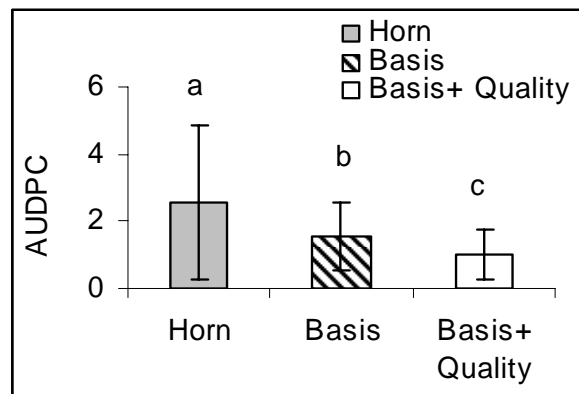 Horn
Basis
Basis+ Quality
6
4
2
0
AUDPC
a
b
c
Horn
Basis
Basis+
Quality